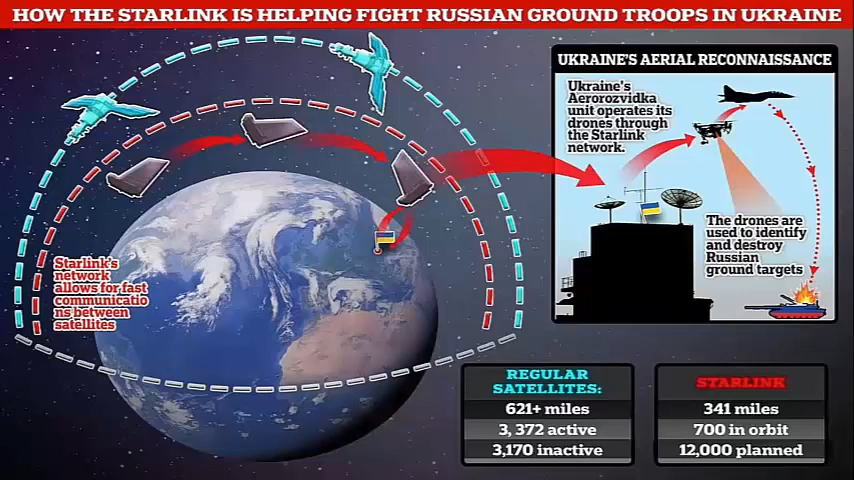 HOW THE STARLINK IS HELPING FIGHT RUSSIAN GROUND TROOPS IN UKRAINE
UKRAINE'S AERIAL RECONNAISSANCE
Ukraine's
Aerorozvidka
unit operates its
drones through
the Starlink
network.
The drones are
used to identify
and destroy
Russian
ground targets
Starlink's
network
allows for fast
communicatio
ns between
satellites
REGULAR
SATELLITES:
621+ miles
3, 372 active
3,170 inactive
STARLINK
341 miles
700 in orbit
12,000 planned